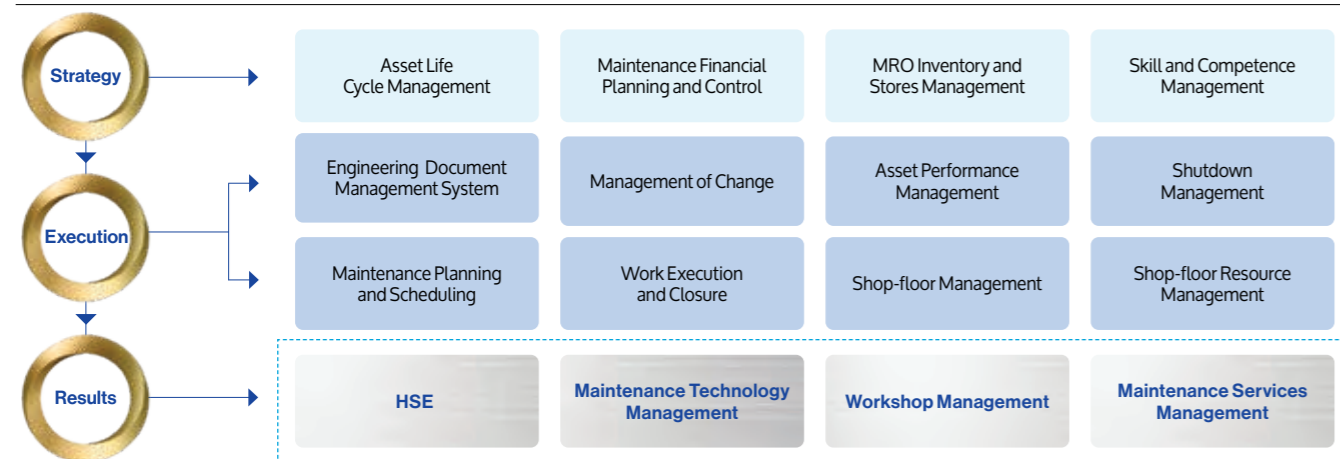 Strategy
Asset Life
Cycle Management
Maintenance Financial
Planning and Control
MRO Inventory and
Stores Management
Skill and Competence
Management
Execution
Engineering Document
Management System
Management of Change
Asset Performance
Management
Shutdown
Management
Maintenance Planning
and Scheduling
Work Execution
and Closure
Shop-floor Management
Shop-floor Resource
Management
Results
HSE
Maintenance Technology
Management
Workshop Management
Maintenance Services
Management